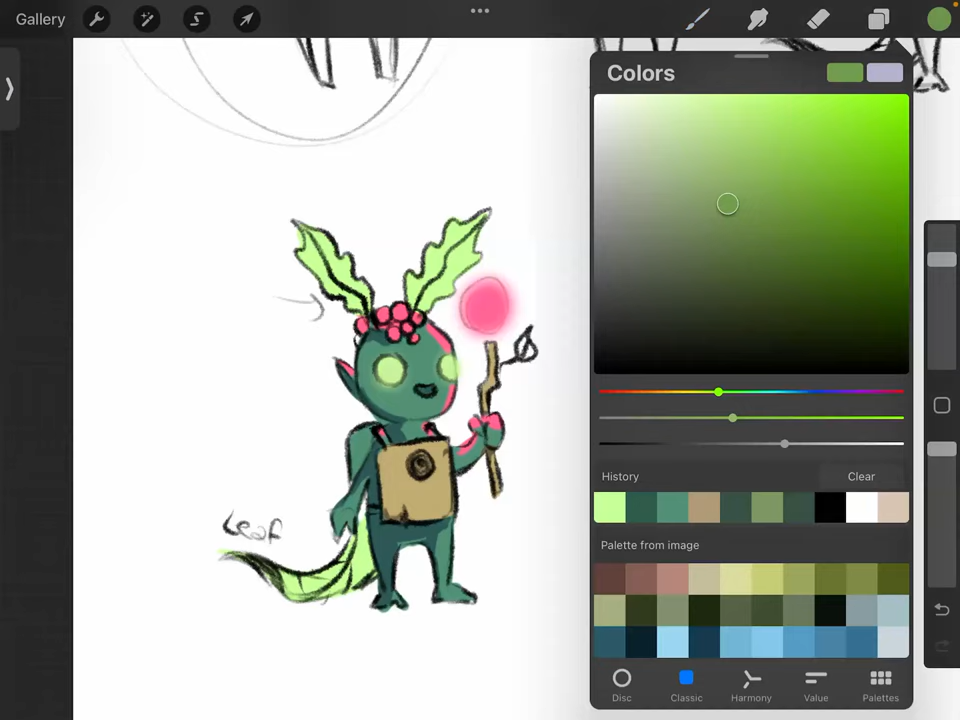 Gallery
Colors
History
Clear
Palette from image
Leaf
Disc
Classic
Harmony
Value
Palettes